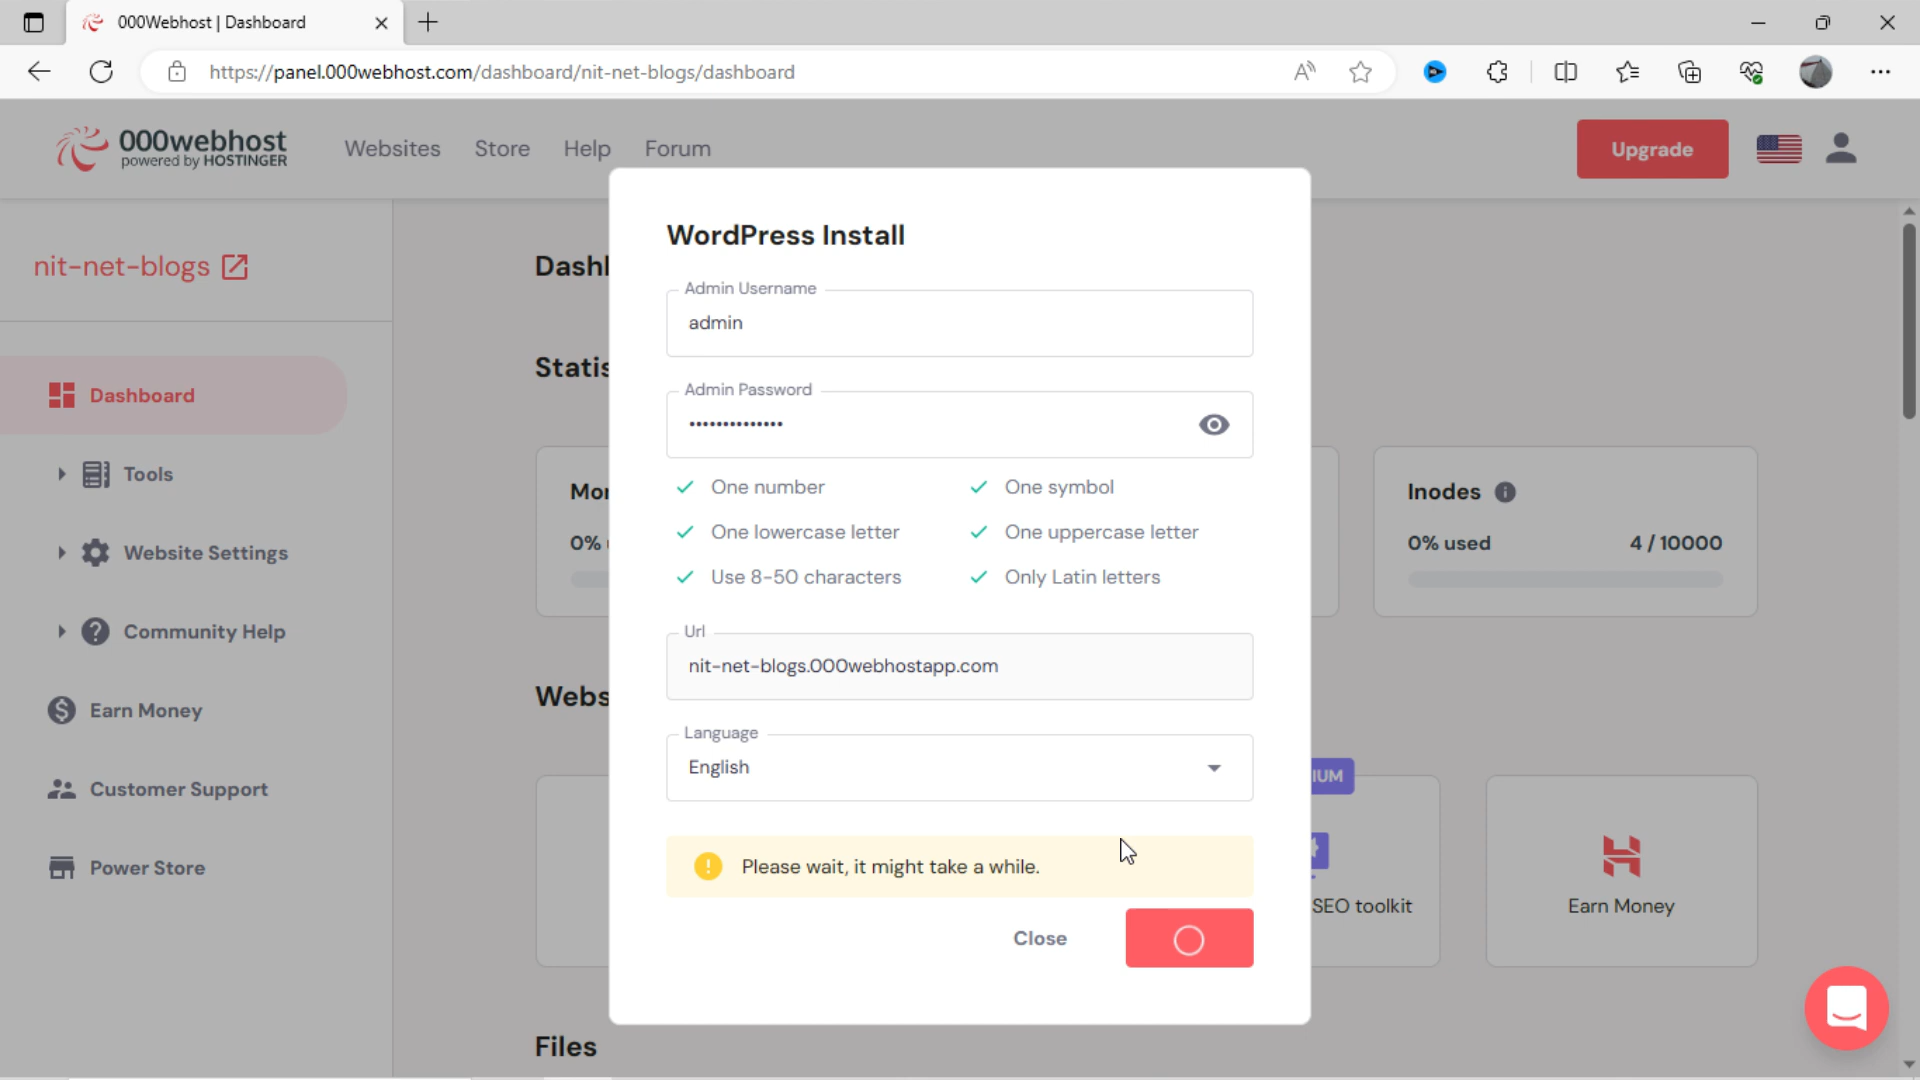 000Webhost | Dashboard
https://panel.000webhost.com/dashboard/nit-net-blogs/dashboard
000webhost
powered by HOSTINGER
Websites
Store
Help
Forum
Upgrade
nit-net-blogs
Dashboard
Tools
Website Settings
Community Help
Earn Money
Customer Support
Power Store
Dashl
Statis
Mor
0%
Inodes
0% used
4 / 10000
Webs
IUM
SEO toolkit
Earn Money
Files
WordPress Install
Admin Username
admin
Admin Password
••••••••••••••
One number
One symbol
One lowercase letter
One uppercase letter
Use 8-50 characters
Only Latin letters
Url
nit-net-blogs.000webhostapp.com
Language
English
Please wait, it might take a while.
Close